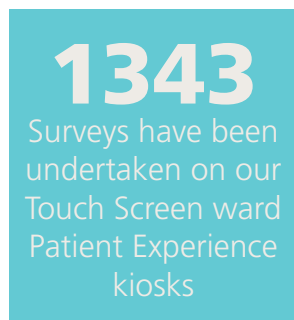 1343
Surveys have been
undertaken on our
Touch Screen ward
Patient Experience
kiosks